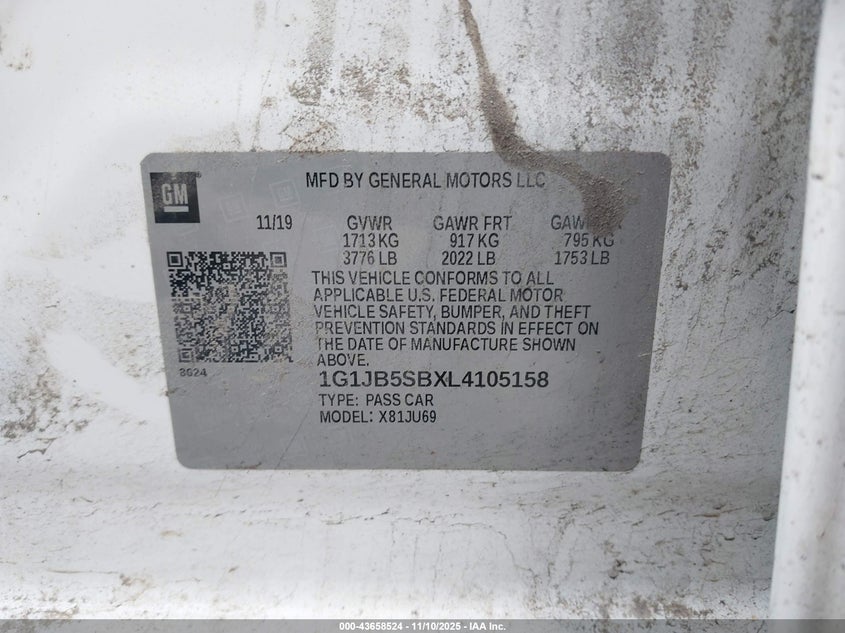 GM
MFD BY GENERAL MOTORS LLC
11/19 GVWR GAWR FRT
1713 KG 917 KG 795 KG
3776 LB 2022 LB 1753 LB
THIS VEHICLE CONFORMS TO ALL
APPLICABLE U.S. FEDERAL MOTOR
VEHICLE SAFETY, BUMPER, AND THEFT
PREVENTION STANDARDS IN EFFECT ON
THE DATE OF MANUFACTURE SHOWN
ABOVE.
3624
1G1JB5SBXL4105158
TYPE: PASS CAR
MODEL: X81JU69
000-43658524 - 11/10/2025 - IAA Inc.